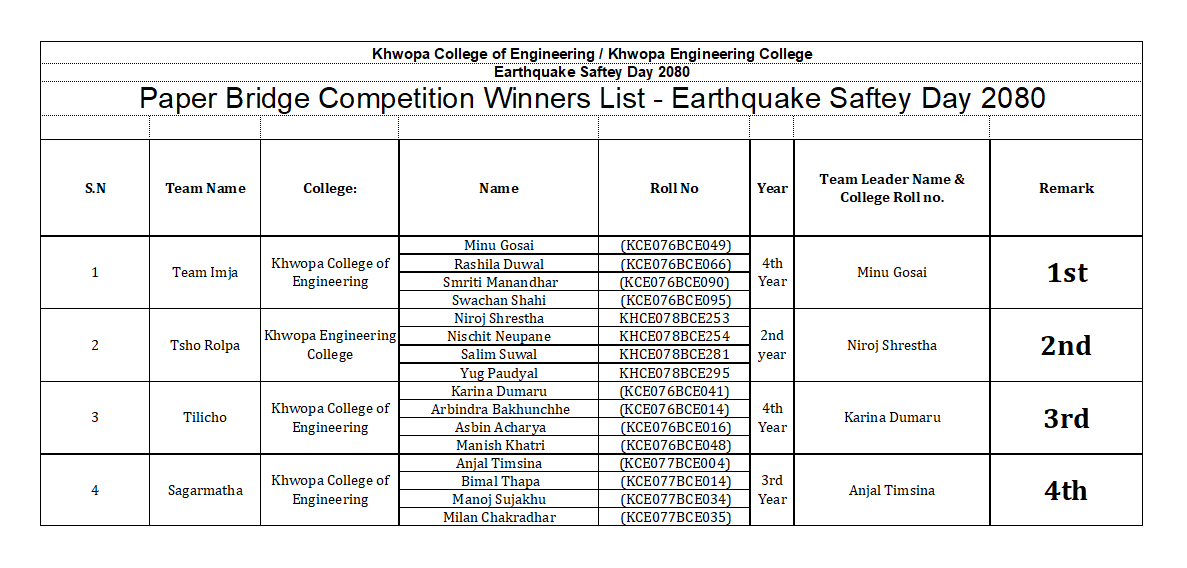 Khwopa College of Engineering / Khwopa Engineering College
Earthquake Saftey Day 2080
Paper Bridge Competition Winners List - Earthquake Saftey Day 2080
S.N Team Name College: Name Roll No Year Team Leader Name & College Roll no. Remark
1 Team Imja Khwopa College of Engineering Minu Gosai (KCE076BCE049) 4th Year Minu Gosai 1st
Rashila Duwal (KCE076BCE066)
Smriti Manandhar (KCE076BCE090)
Swachan Shahi (KCE076BCE095)
2 Tsho Rolpa Khwopa Engineering College Niroj Shrestha KHCE078BCE253 2nd year Niroj Shrestha 2nd
Nischit Neupane KHCE078BCE254
Salim Suwal KHCE078BCE281
Yug Paudyal KHCE078BCE295
3 Tilicho Khwopa College of Engineering Karina Dumaru (KCE076BCE041) 4th Year Karina Dumaru 3rd
Arbindra Bakhunchhe (KCE076BCE014)
Asbin Acharya (KCE076BCE016)
Manish Khatri (KCE076BCE048)
4 Sagarmatha Khwopa College of Engineering Anjal Timsina (KCE077BCE004) 3rd Year Anjal Timsina 4th
Bimal Thapa (KCE077BCE014)
Manoj Sujakhu (KCE077BCE034)
Milan Chakradhar (KCE077BCE035)